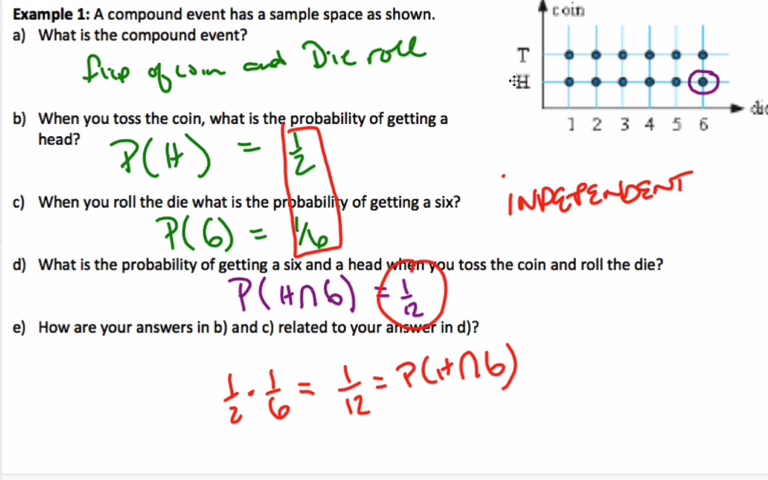 Example 1: A compound event has a sample space as shown.
a) What is the compound event?
flip of coin and Die roll
b) When you toss the coin, what is the probability of getting a
head?
P(H) = 1/2
c) When you roll the die what is the probability of getting a six?
P(6) = 1/6
d) What is the probability of getting a six and a head when you toss the coin and roll the die?
P(H∩6) = 1/12
e) How are your answers in b) and c) related to your answer in d)?
1/2 · 1/6 = 1/12 = P(H∩6)
coin
T
H
1 2 3 4 5 6
INDEPENDENT